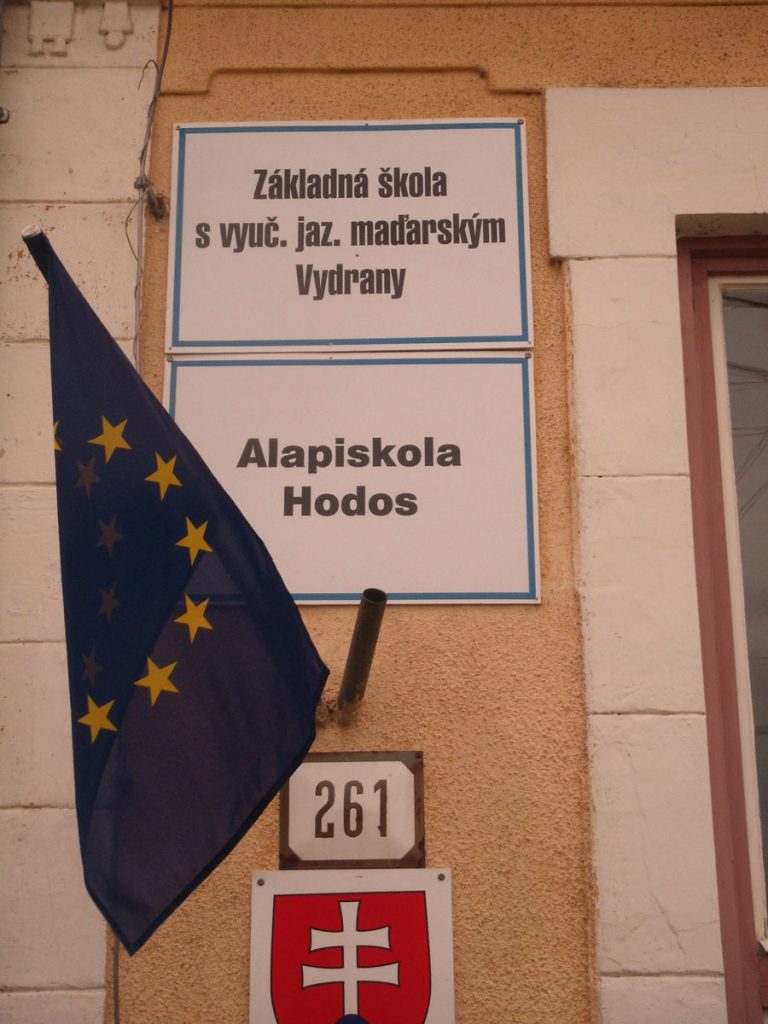 Základná škola
s vyuč. jaz. maďarským
Vydrany
Alapiskola
Hodos
261